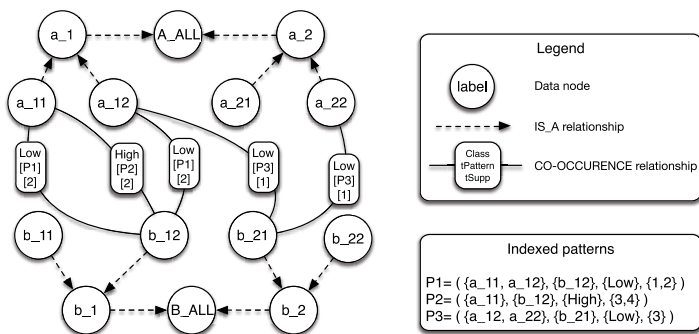 a_1
A_ALL
a_2
a_11
a_12
a_21
a_22
Low
[P1]
[2]
High
[P2]
[2]
Low
[P1]
[2]
Low
[P3]
[1]
Low
[P3]
[1]
b_11
b_12
b_21
b_22
b_1
B_ALL
b_2
Legend
label
Data node
IS_A relationship
Class
tPattern
tSupp
CO-OCCURENCE relationship
Indexed patterns
P1= ( {a_11, a_12}, {b_12}, {Low}, {1,2} )
P2= ( {a_11}, {b_12}, {High}, {3,4} )
P3= ( {a_12, a_22}, {b_21}, {Low}, {3} )